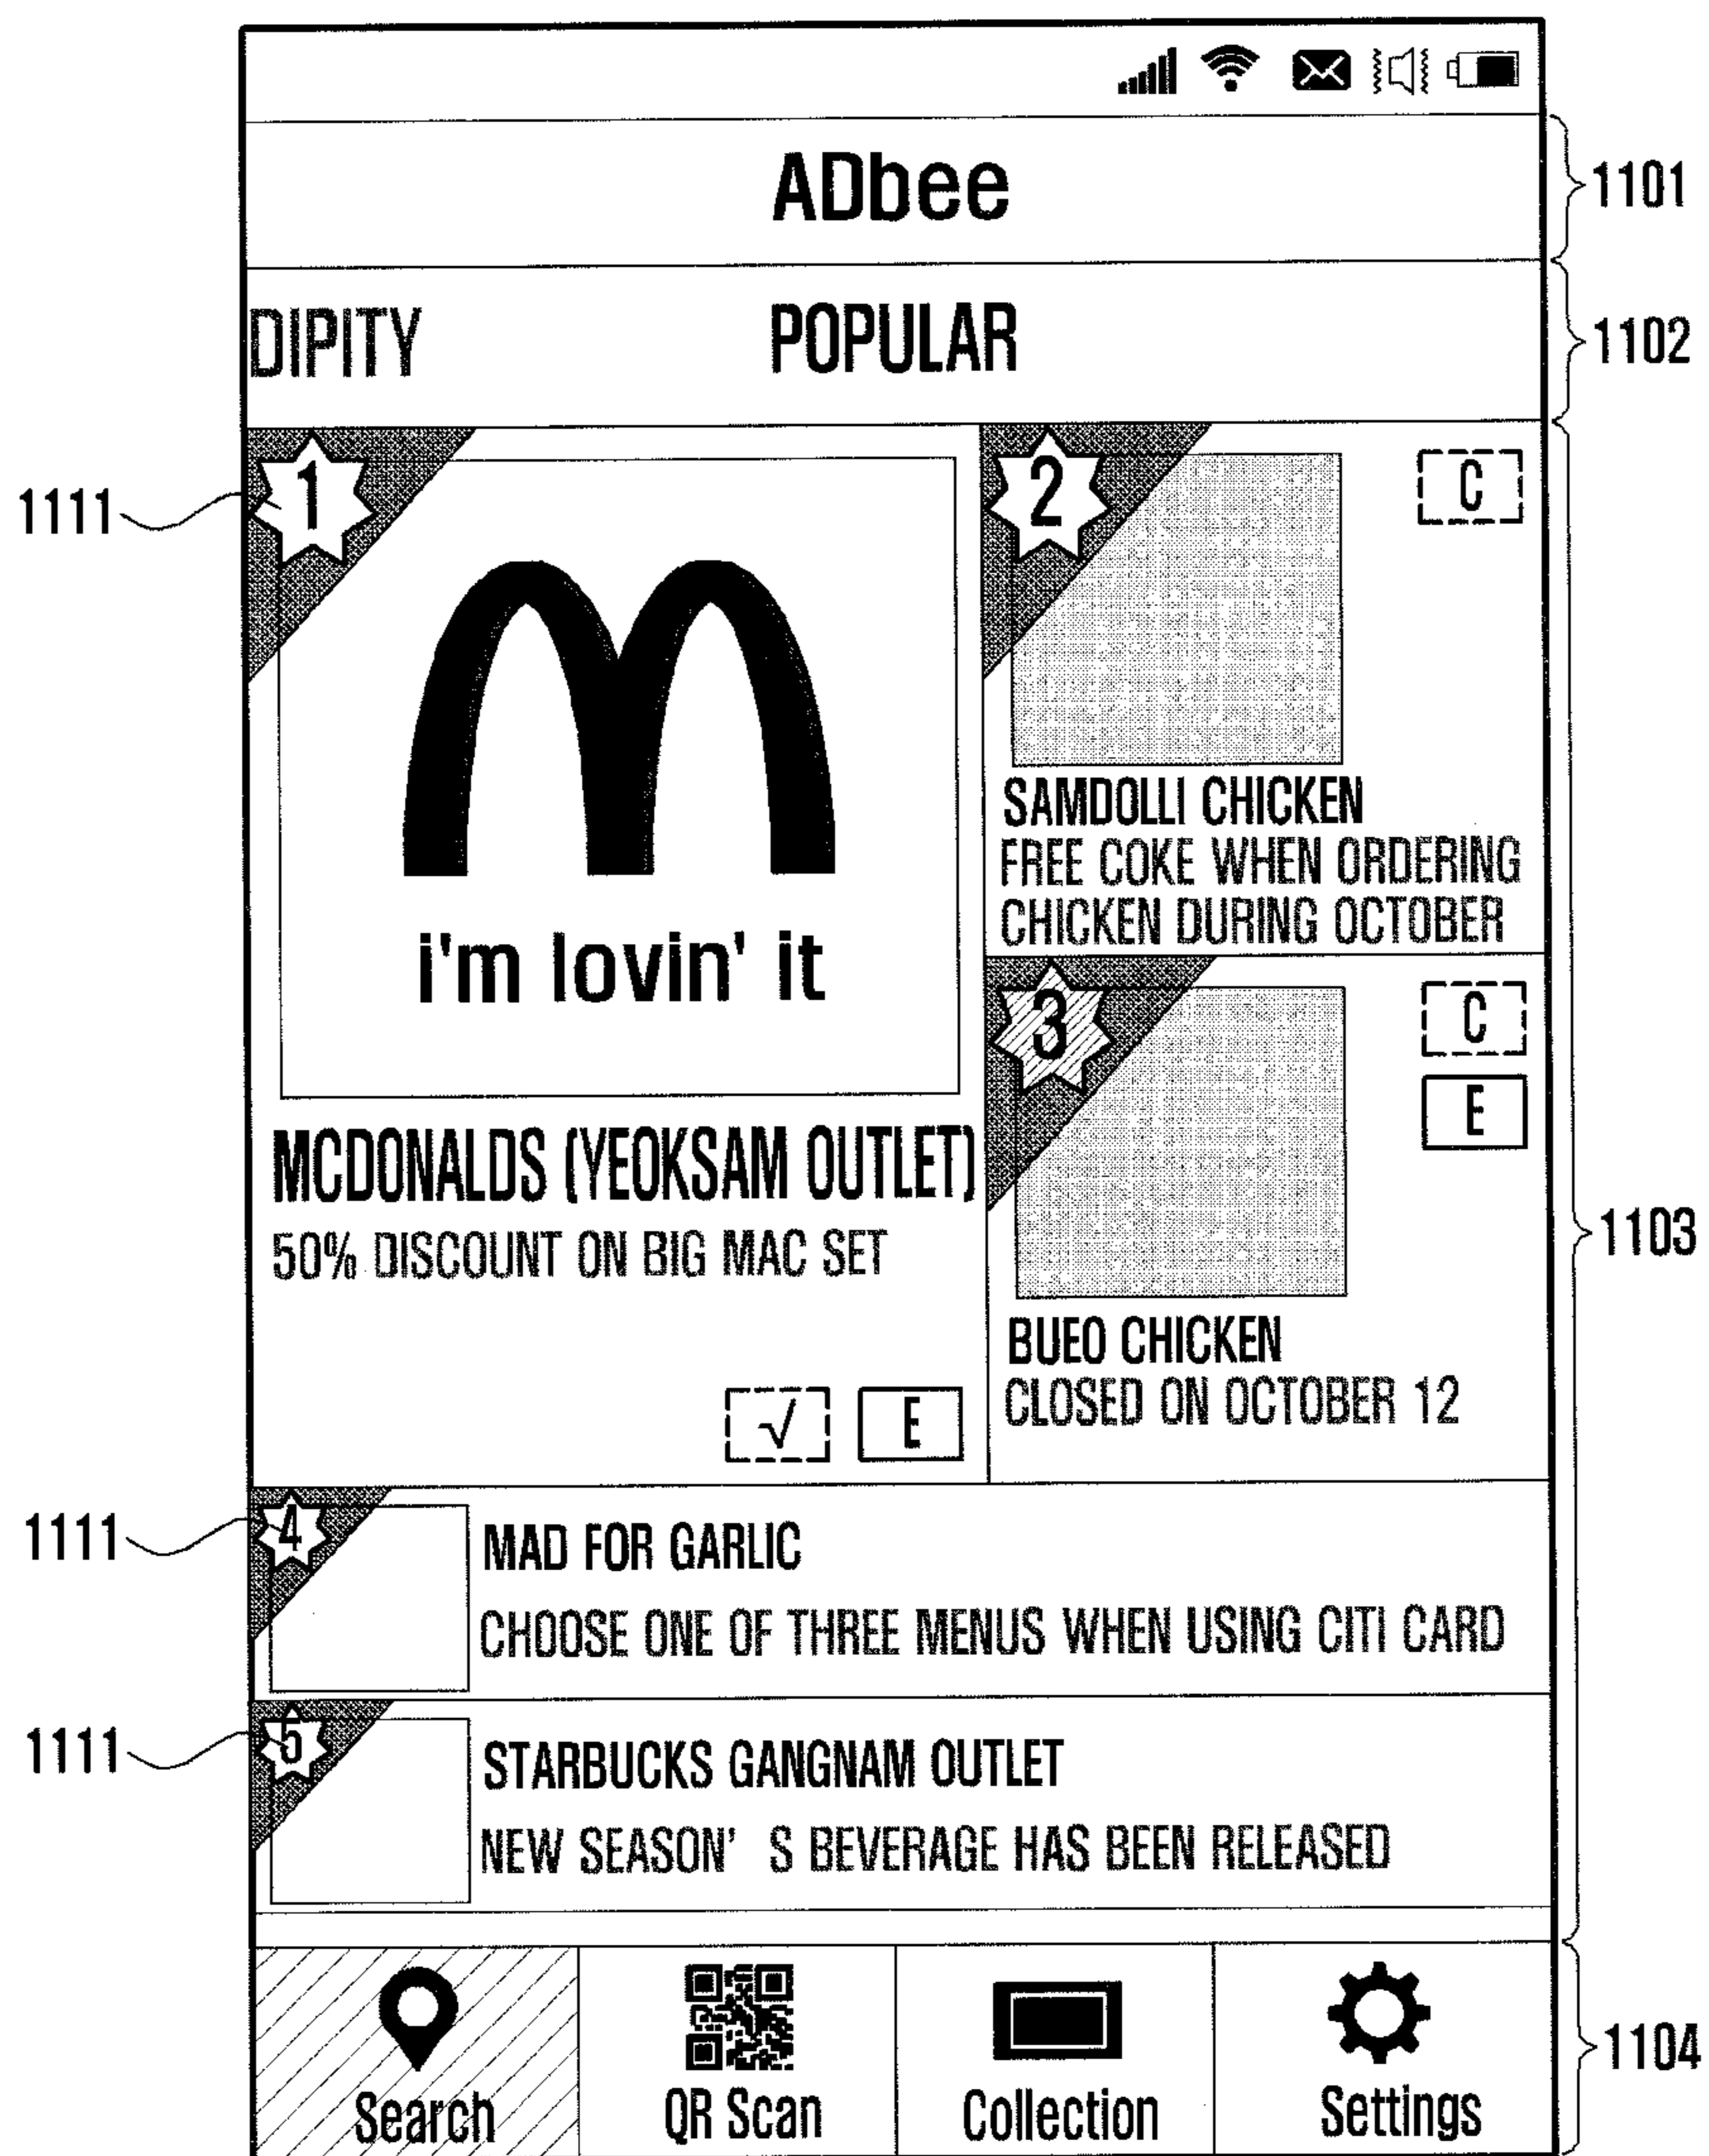 ADbee
1101
DIPITY POPULAR
1102
1
1111
i'm lovin' it
MCDONALDS (YEOKSAM OUTLET)
50% DISCOUNT ON BIG MAC SET
√ E
2
C
SAMDOLLI CHICKEN
FREE COKE WHEN ORDERING
CHICKEN DURING OCTOBER
3
C
E
BUEO CHICKEN
CLOSED ON OCTOBER 12
1103
1111
4
MAD FOR GARLIC
CHOOSE ONE OF THREE MENUS WHEN USING CITI CARD
1111
5
STARBUCKS GANGNAM OUTLET
NEW SEASON' S BEVERAGE HAS BEEN RELEASED
Search QR Scan Collection Settings
1104